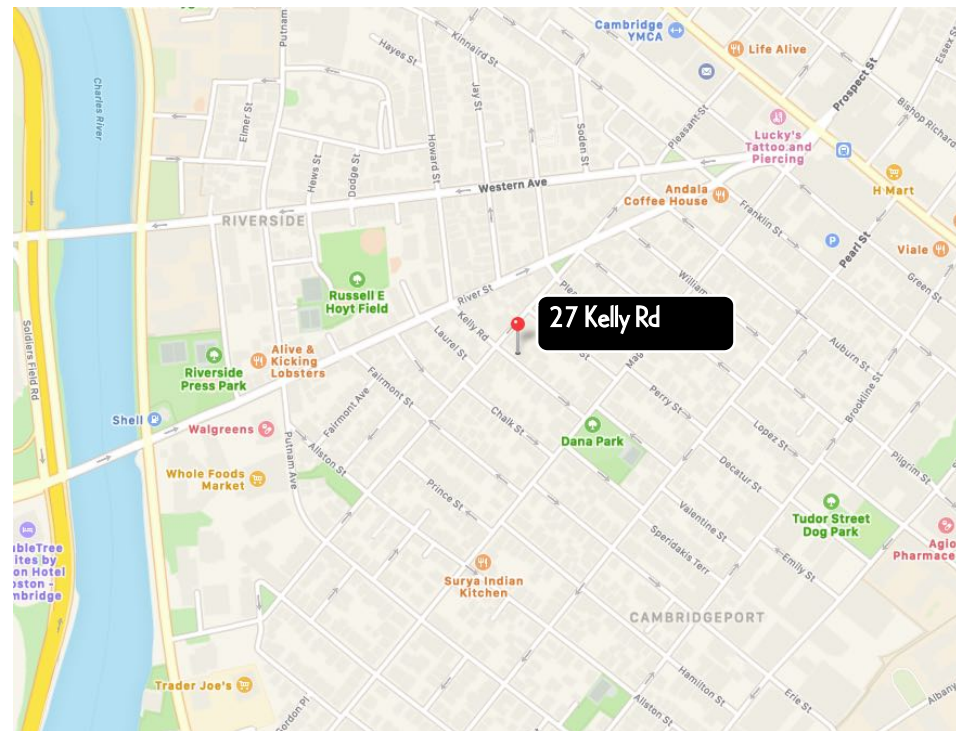 Putnam
Hayes St
Kinnaird St
Cambridge
YMCA
Life Alive
Essex St
Prospect St
Charles River
Elmer St
Jay St
Soden St
Pleasant St
Bishop Richard
Lucky's
Tattoo and
Piercing
Howard St
Hews St
Dodge St
Western Ave
H Mart
Andala
Coffee House
Franklin St
RIVERSIDE
Pearl St
Viale
Green St
Russell E
Hoyt Field
River St
Kelly Rd
27 Kelly Rd
Laurel St
Soldiers Field Rd
Auburn St
Alive &
Kicking
Lobsters
Riverside
Press Park
Fairmont St
Fairmont Ave
Perry St
Brookline St
Shell
Walgreens
Chalk St
Dana Park
Lopez St
Putnam Ave
Allston St
Whole Foods
Market
Decatur St
Pilgrim St
Prince St
Valentine St
Tudor Street
Dog Park
Speridakis Terr
Emily St
Surya Indian
Kitchen
CAMBRIDGEPORT
Trader Joe's
Hamilton St
Erie St
Albany
Allston St
Gordon Pl